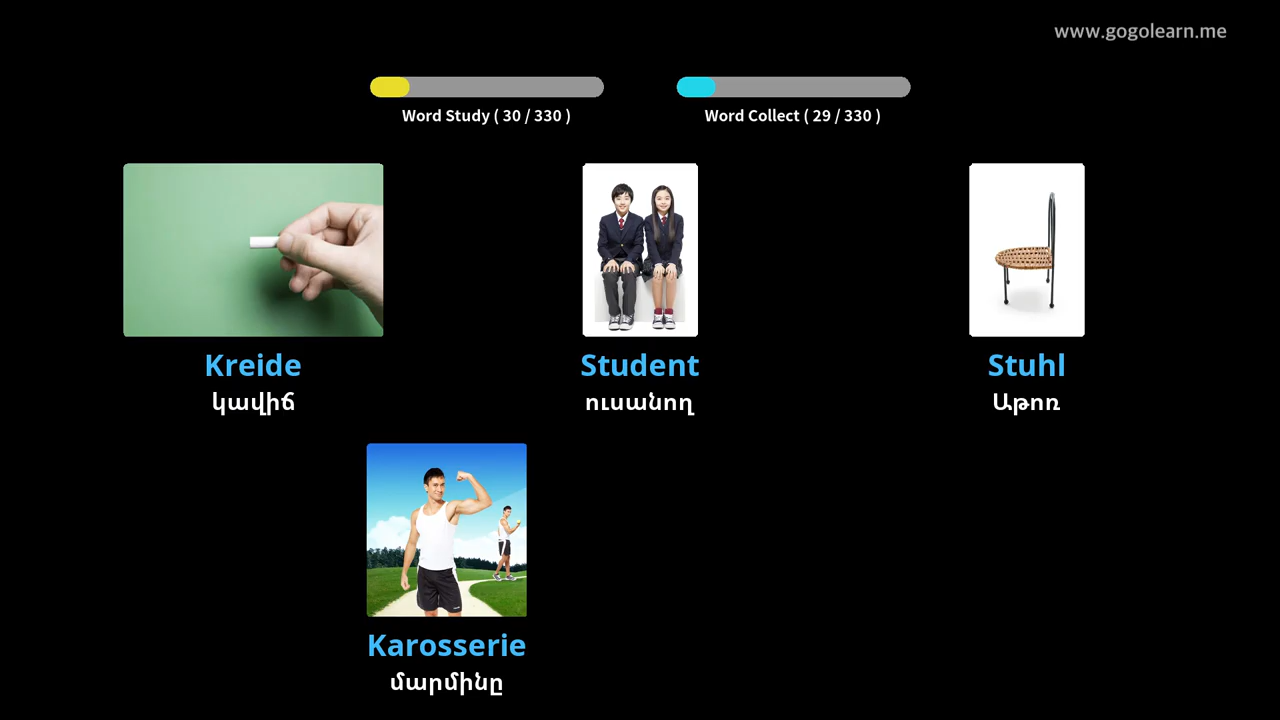 www.gogolearn.me
Word Study ( 30 / 330 )
Word Collect ( 29 / 330 )
Kreide
կավիճ
Student
ուսանող
Stuhl
Աթոռ
Karosserie
մարմինը